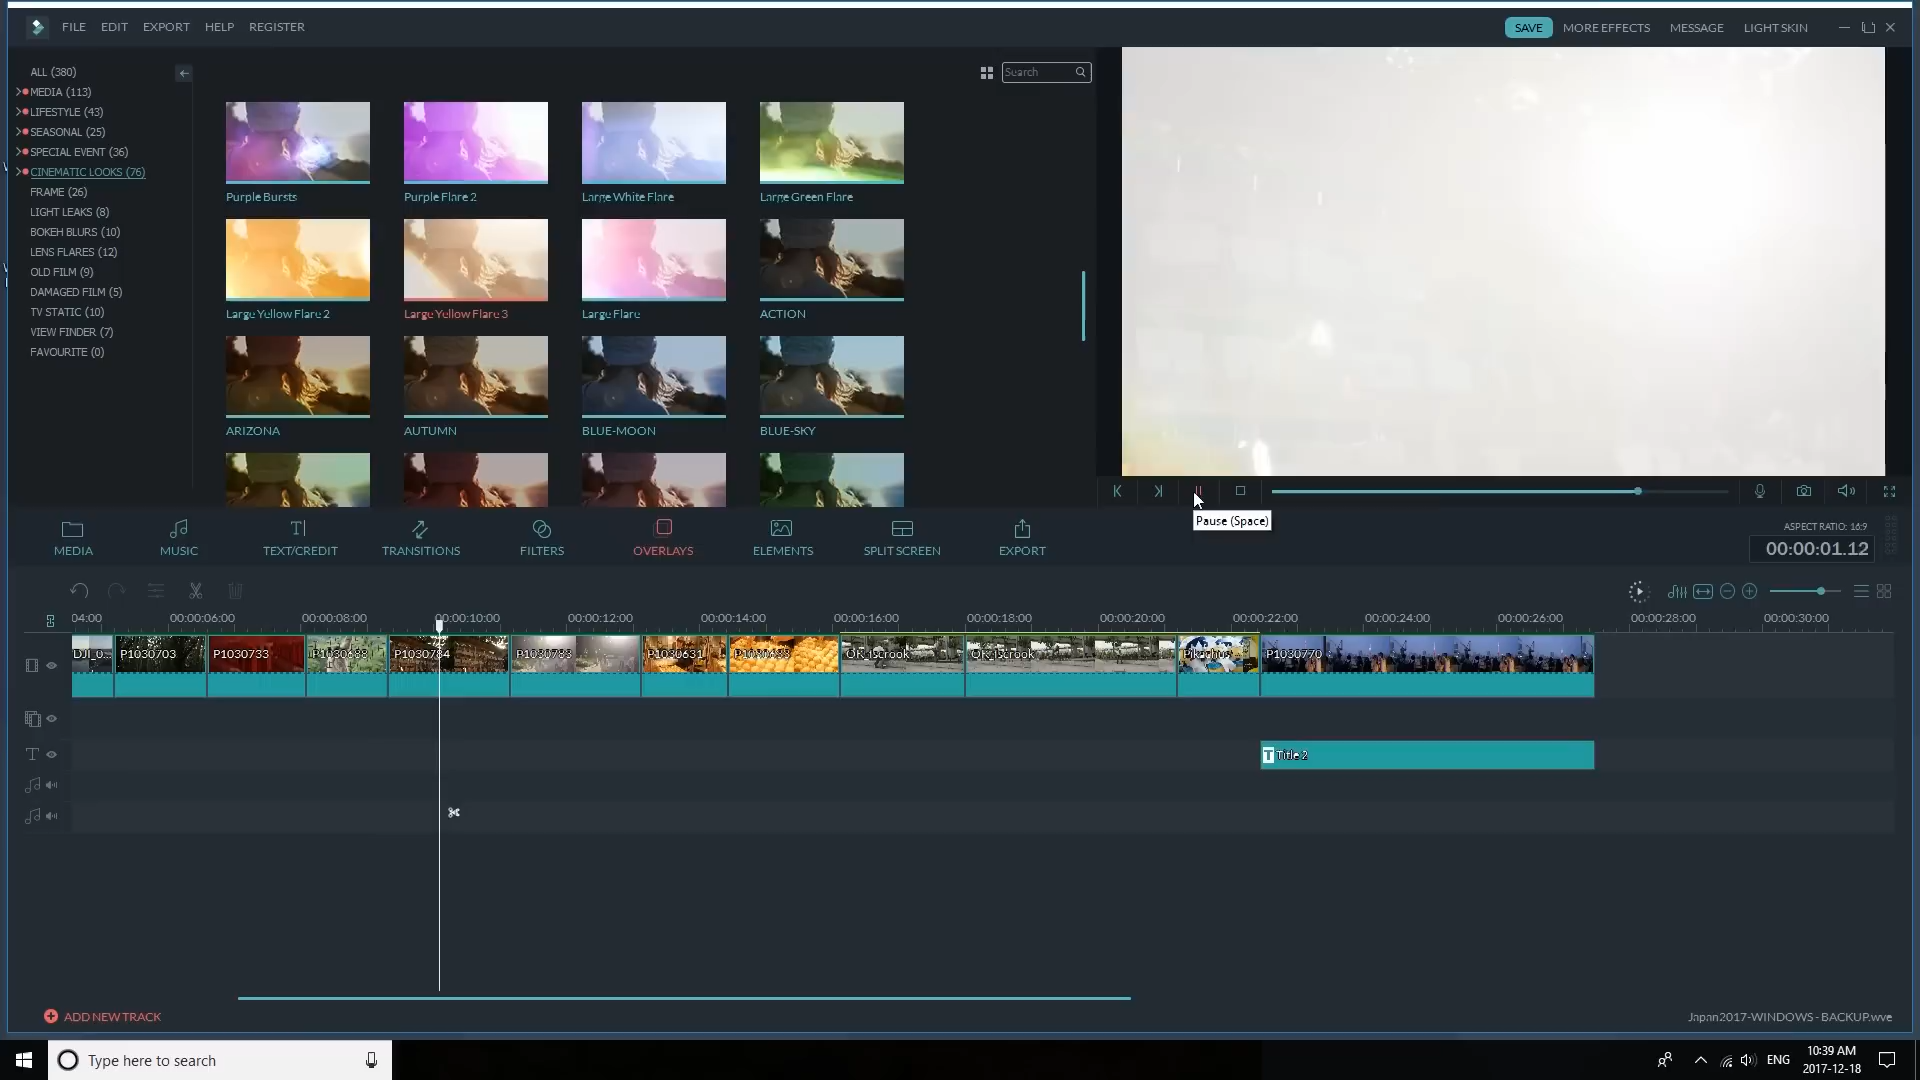 FILE EDIT EXPORT HELP REGISTER SAVE MORE EFFECTS MESSAGE LIGHT SKIN
ALL (380)
MEDIA (113)
LIFESTYLE (43)
SEASONAL (25)
SPECIAL EVENT (36)
CINEMATIC LOOKS (76)
FRAME (26)
LIGHT LEAKS (8)
BOKEH BLURS (10)
LENS FLARES (12)
OLD FILM (9)
DAMAGED FILM (5)
TV STATIC (10)
VIEW FINDER (7)
FAVOURITE (0)
Search
Purple Bursts Purple Flare 2 Large White Flare Large Green Flare
Large Yellow Flare 2 Large Yellow Flare 3 Large Flare ACTION
ARIZONA AUTUMN BLUE-MOON BLUE-SKY
Pause (Space)
MEDIA MUSIC TEXT/CREDIT TRANSITIONS FILTERS OVERLAYS ELEMENTS SPLIT SCREEN EXPORT
ASPECT RATIO: 16:9
00:00:01.12
04:00 00:00:06:00 00:00:08:00 00:00:10:00 00:00:12:00 00:00:14:00 00:00:16:00 00:00:18:00 00:00:20:00 00:00:22:00 00:00:24:00 00:00:26:00 00:00:28:00 00:00:30:00
DJI_0... P1030703 P1030733 P1030784 P1030783 P1030631 P1030770
T Title 2
ADD NEW TRACK
Japan2017-WINDOWS - BACKUP.wve
Type here to search
ENG
10:39 AM
2017-12-18